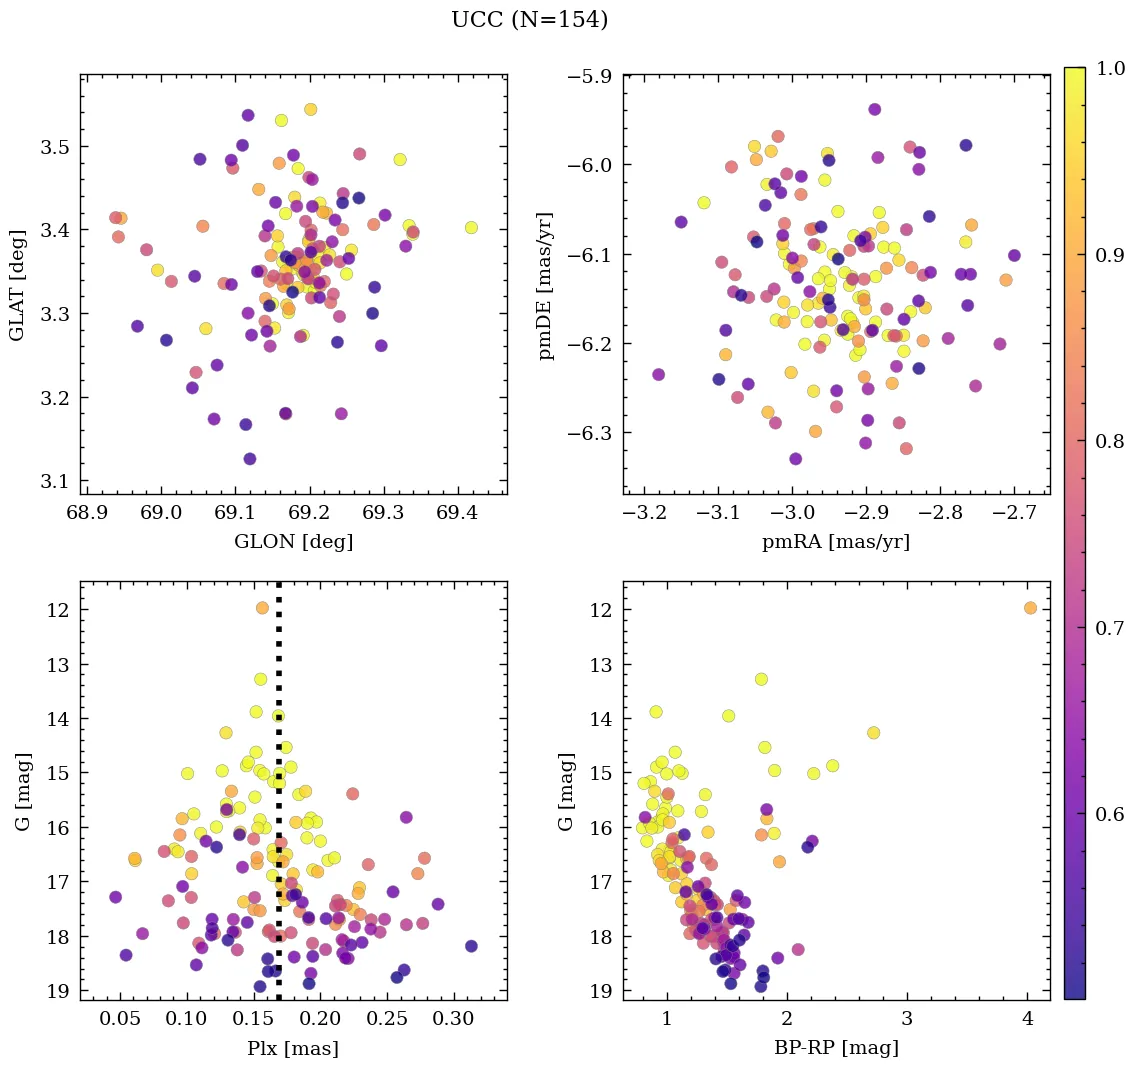 UCC (N=154)
3.5
3.4
3.3
3.2
3.1
GLAT [deg]
68.9 69.0 69.1 69.2 69.3 69.4
GLON [deg]
−5.9
−6.0
−6.1
−6.2
−6.3
pmDE [mas/yr]
−3.2 −3.1 −3.0 −2.9 −2.8 −2.7
pmRA [mas/yr]
12
13
14
15
16
17
18
19
G [mag]
0.05 0.10 0.15 0.20 0.25 0.30
Plx [mas]
12
13
14
15
16
17
18
19
G [mag]
1 2 3 4
BP-RP [mag]
1.0
0.9
0.8
0.7
0.6